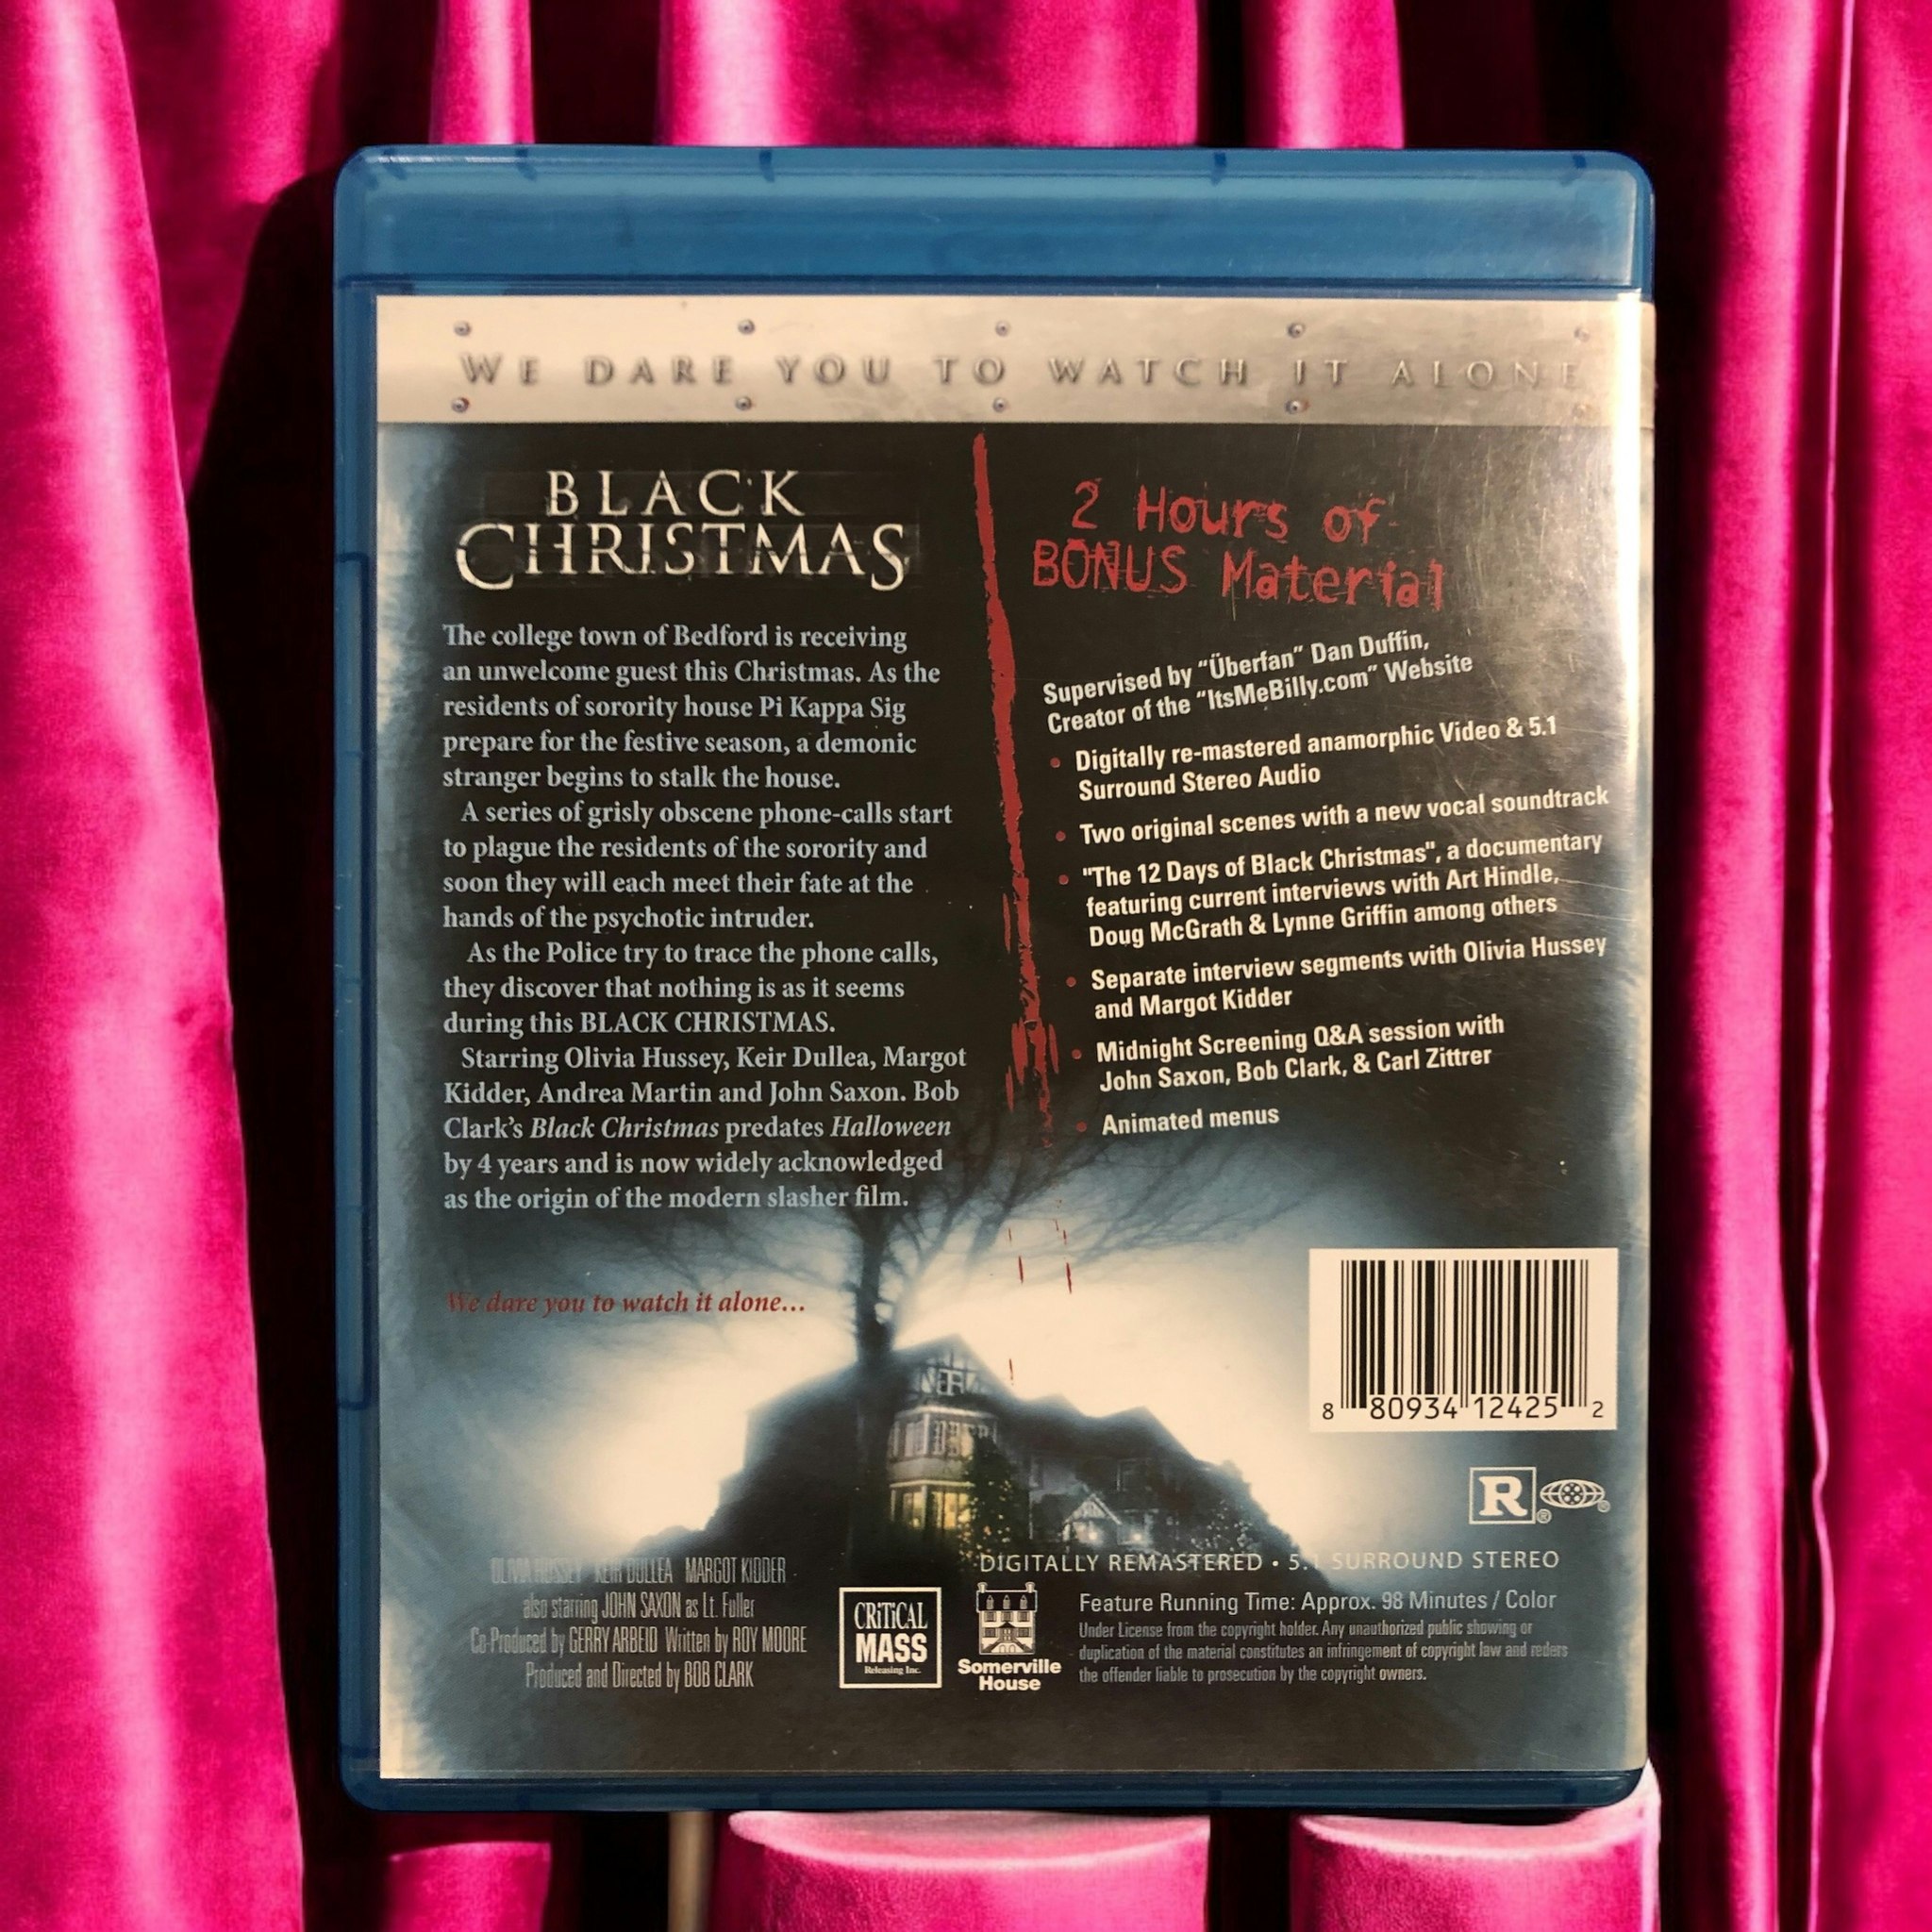 WE DARE YOU TO WATCH IT ALONE
BLACK
CHRISTMAS
The college town of Bedford is receiving
an unwelcome guest this Christmas. As the
residents of sorority house Pi Kappa Sig
prepare for the festive season, a demonic
stranger begins to stalk the house.
A series of grisly obscene phone-calls start
to plague the residents of the sorority and
soon they will each meet their fate at the
hands of the psychotic intruder.
As the Police try to trace the phone calls,
they discover that nothing is as it seems
during this BLACK CHRISTMAS.
Starring Olivia Hussey, Keir Dullea, Margot
Kidder, Andrea Martin and John Saxon. Bob
Clark's Black Christmas predates Halloween
by 4 years and is now widely acknowledged
as the origin of the modern slasher film.
We dare you to watch it alone...
2 Hours of
BONUS Material
Supervised by "Überfan" Dan Duffin,
Creator of the "ItsMeBilly.com" Website
• Digitally re-mastered anamorphic Video & 5.1
Surround Stereo Audio
• Two original scenes with a new vocal soundtrack
• "The 12 Days of Black Christmas", a documentary
featuring current interviews with Art Hindle,
Doug McGrath & Lynne Griffin among others
• Separate interview segments with Olivia Hussey
and Margot Kidder
• Midnight Screening Q&A session with
John Saxon, Bob Clark, & Carl Zittrer
• Animated menus
8 80934 12425 2
R ® ®
OLIVIA HUSSEY KEIR DULLEA MARGOT KIDDER
also starring JOHN SAXON as Lt. Fuller
Co-Produced by GERRY ARBEID Written by ROY MOORE
Produced and Directed by BOB CLARK
CRiTiCAL
MASS
Releasing Inc.
Somerville
House
DIGITALLY REMASTERED • 5.1 SURROUND STEREO
Feature Running Time: Approx. 98 Minutes / Color
Under License from the copyright holder. Any unauthorized public showing or
duplication of the material constitutes an infringement of copyright law and reders
the offender liable to prosecution by the copyright owners.